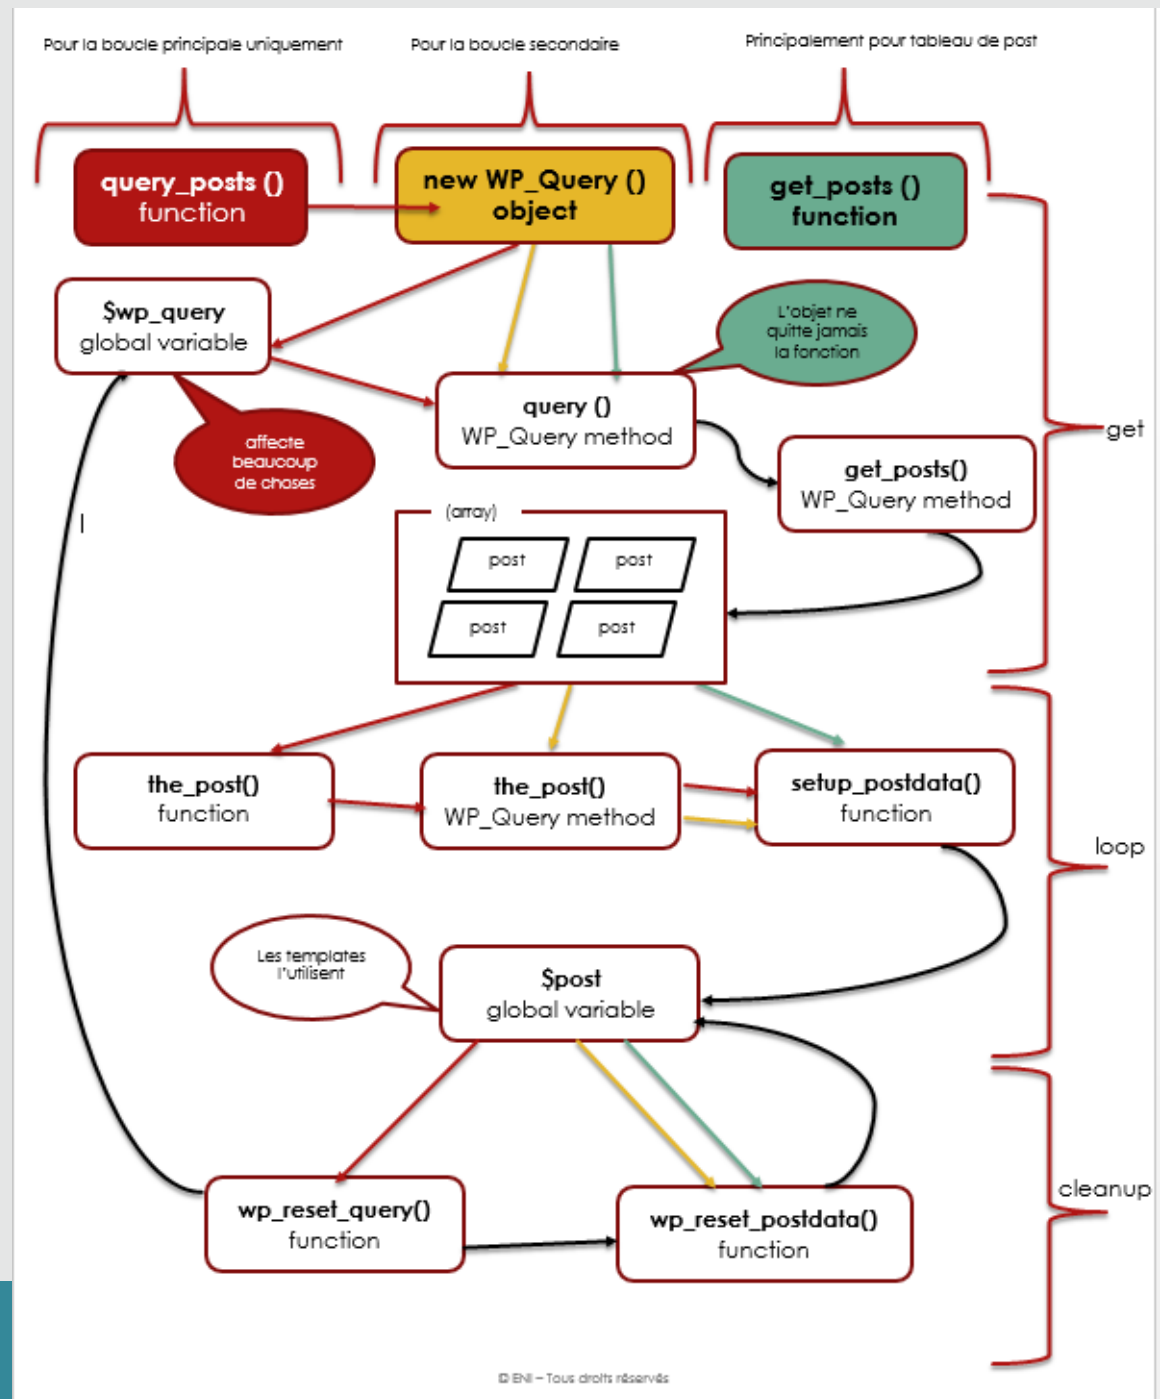 Pour la boucle principale uniquement
Pour la boucle secondaire
Principalement pour tableau de post
query_posts ()
function
new WP_Query ()
object
get_posts ()
function
$wp_query
global variable
L'objet ne
quitte jamais
la fonction
query ()
WP_Query method
affecte
beaucoup
de choses
get
get_posts()
WP_Query method
(array)
post
post
post
post
l
the_post()
function
the_post()
WP_Query method
setup_postdata()
function
loop
Les templates
l'utilisent
$post
global variable
cleanup
wp_reset_query()
function
wp_reset_postdata()
function
© ENI – Tous droits réservés